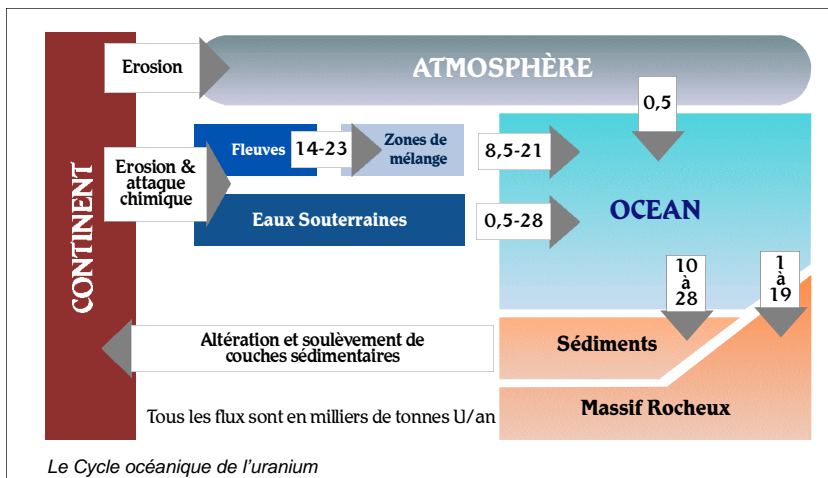 Erosion
ATMOSPHÈRE
0,5
CONTINENT
Erosion &
attaque
chimique
Fleuves
14-23
Zones de
mélange
8,5-21
Eaux Souterraines
0,5-28
OCEAN
10
à
28
1
à
19
Altération et soulèvement de
couches sédimentaires
Sédiments
Massif Rocheux
Tous les flux sont en milliers de tonnes U/an
Le Cycle océanique de l'uranium